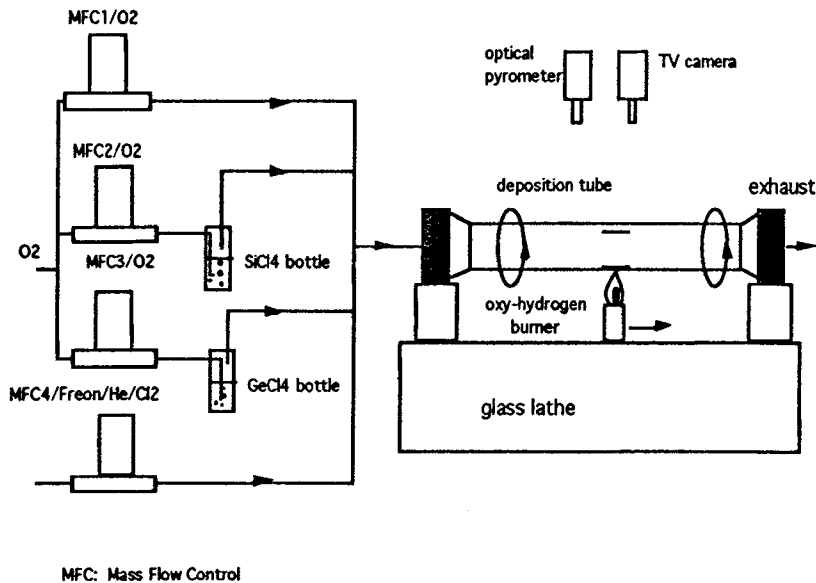 MFC1/O2
optical
pyrometer
TV camera
MFC2/O2
deposition tube
exhaust
O2
MFC3/O2
SiCl4 bottle
oxy-hydrogen
burner
MFC4/Freon/He/Cl2
GeCl4 bottle
glass lathe
MFC: Mass Flow Control